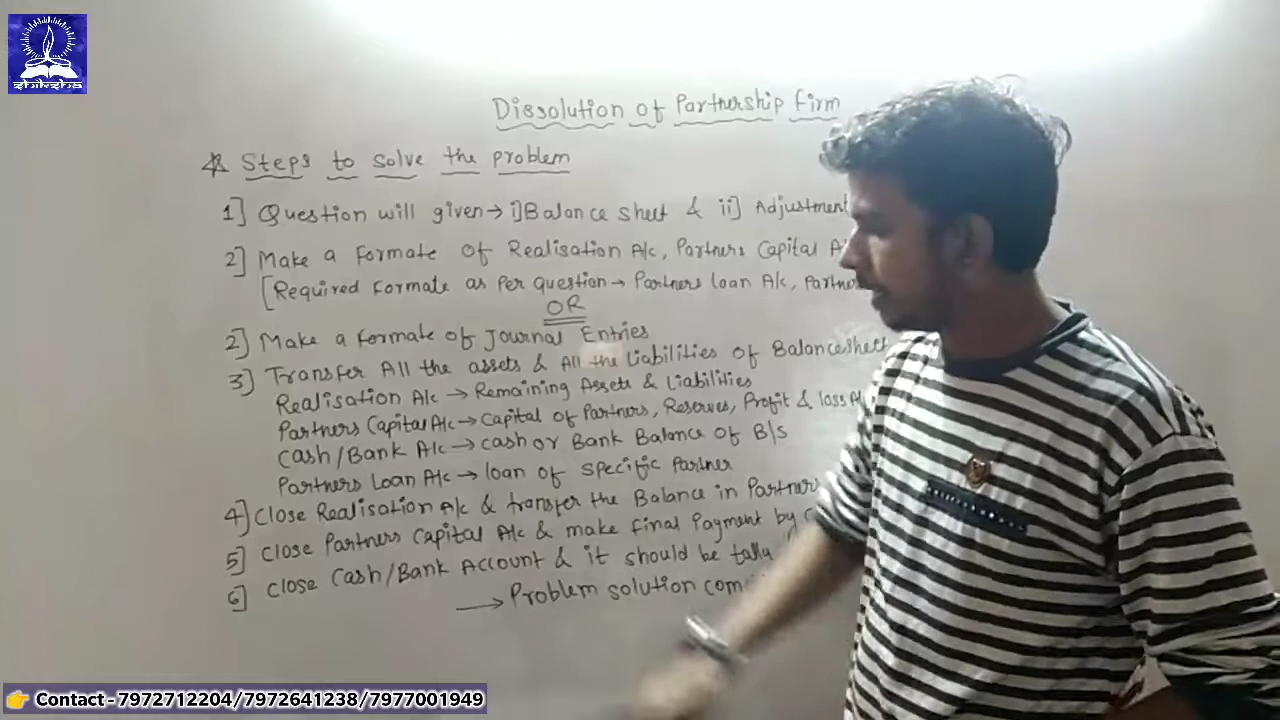 shiksha
Dissolution of Partnership Firm
☆ Steps to solve the problem
1] Question will given → i]Balance sheet & ii] Adjustment
2] Make a Formate of Realisation A/c, Partners Capital
[Required Formate as Per question → Partners loan A/c,
OR
2] Make a Formate of Journal Entries
3] Transfer All the assets & All the Liabilities of Balancesheet
Realisation A/c → Remaining Assets & Liabilities
Partners Capital A/c → Capital of Partners, Reserves, Profit & loss
Cash/Bank A/c → cash or Bank Balance of B/s
Partners Loan A/c → loan of Specific Partner
4] Close Realisation A/c & transfer the Balance in Partners
5] Close Partners Capital A/c & make final Payment by
6] Close Cash/Bank Account & it should be tally
→ Problem solution
👉 Contact - 7972712204/7972641238/7977001949